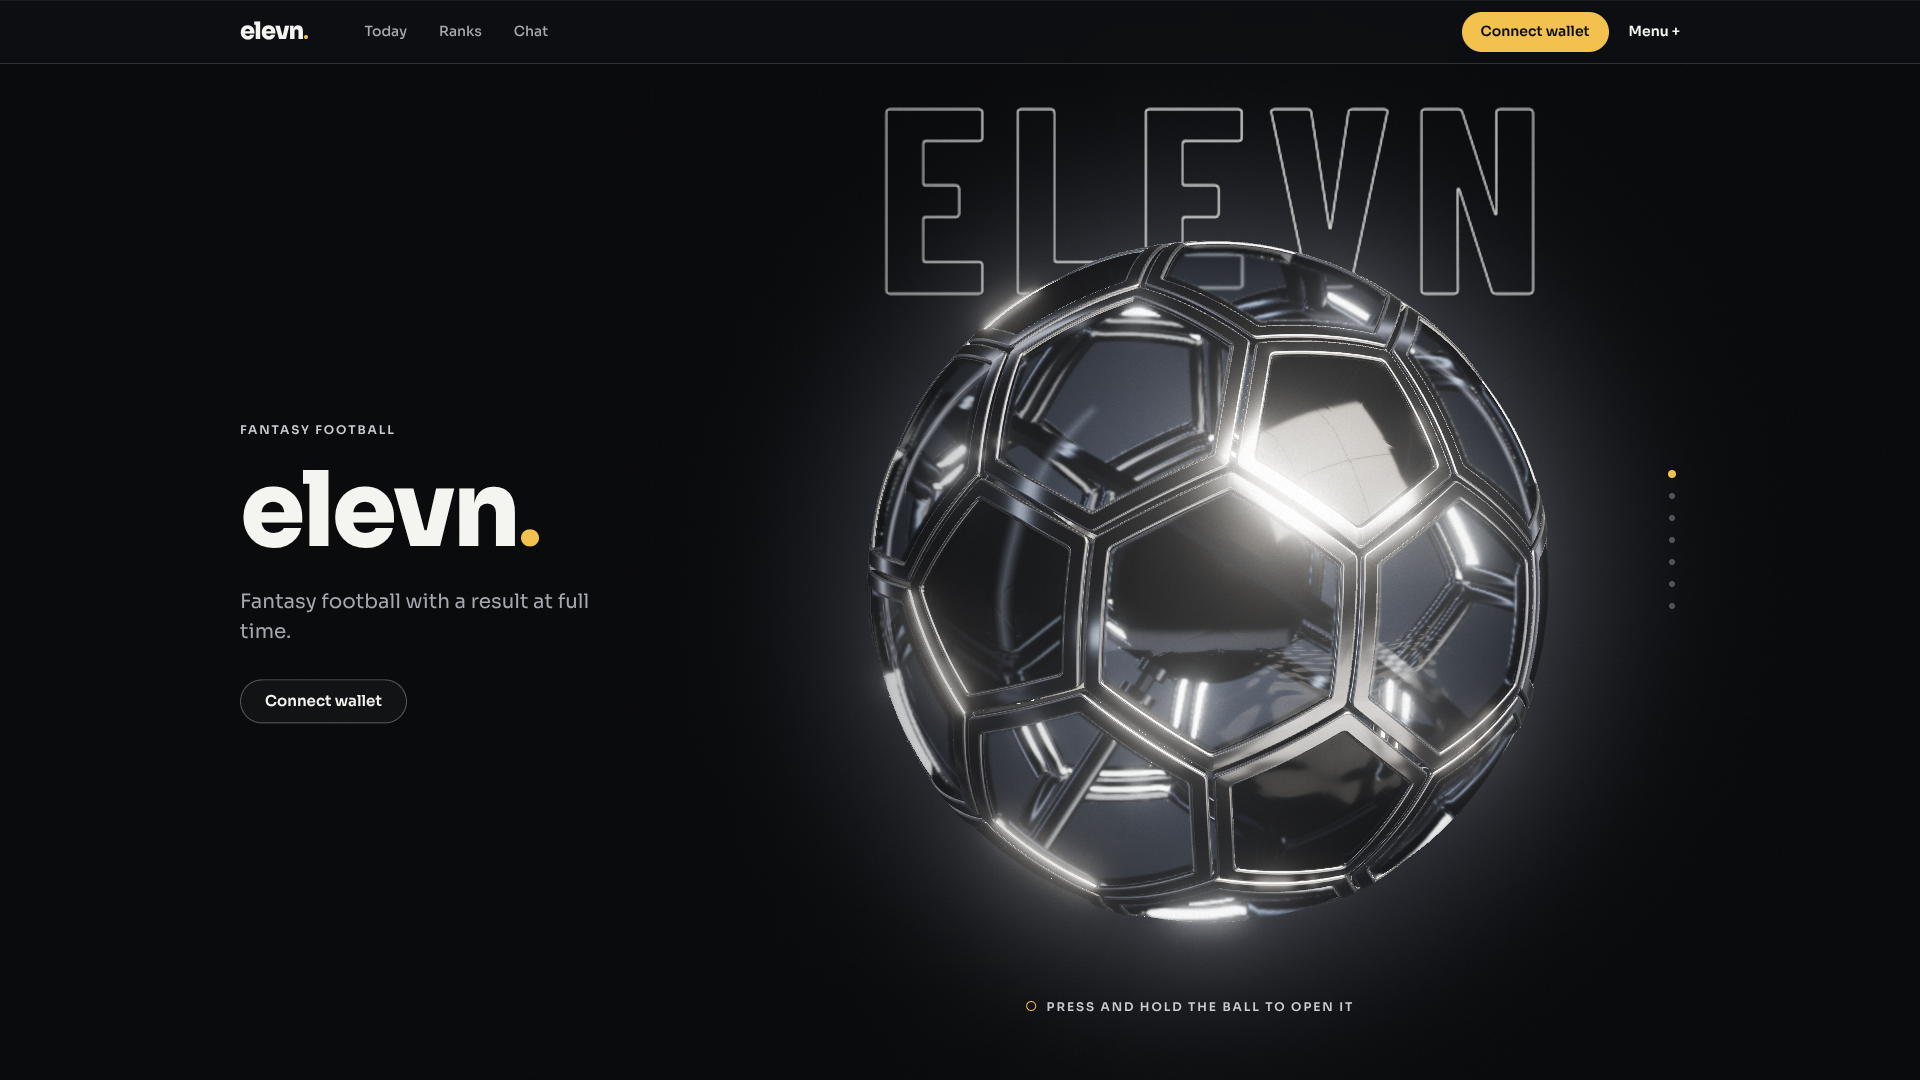 elevn.
Today
Ranks
Chat
Connect wallet
Menu +
ELEVN
FANTASY FOOTBALL
elevn.
Fantasy football with a result at full
time.
Connect wallet
PRESS AND HOLD THE BALL TO OPEN IT